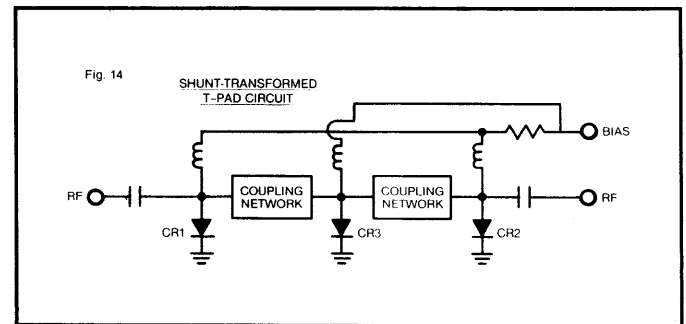 Fig. 14
SHUNT-TRANSFORMED
T-PAD CIRCUIT
BIAS
RF
COUPLING
NETWORK
COUPLING
NETWORK
RF
CR1
CR3
CR2